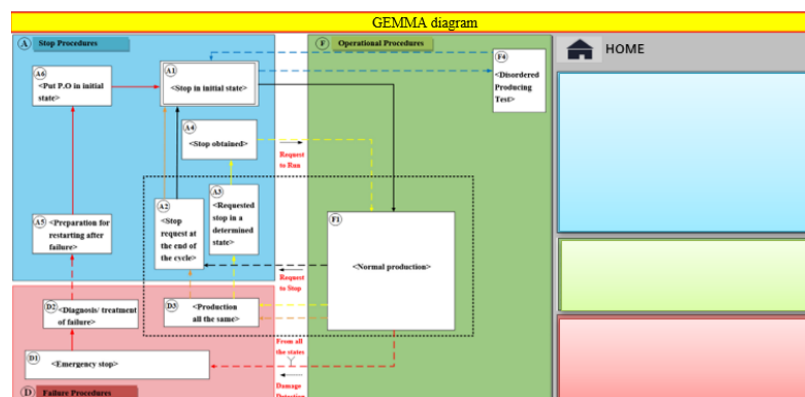 GEMMA diagram
A Stop Procedures
F Operational Procedures
HOME
A6
<Put P.O in initial
state>
A1
<Stop in initial state>
F4
<Disordered
Producing
Test>
A4
<Stop obtained>
Request
to Run
A5
<Preparation for
restarting after
failure>
A2
<Stop
request at
the end of
the cycle>
A3
<Requested
stop in a
determined
state>
F1
<Normal production>
Request
to Stop
D2
<Diagnosis/ treatment
of failure>
D3
<Production
all the same>
From all
the states
D1
<Emergency stop>
Damage
Detection
D Failure Procedures